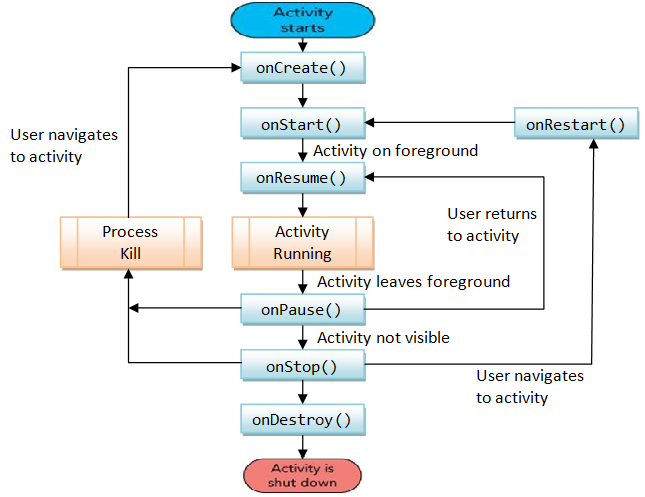 Activity
starts
onCreate()
User navigates
to activity
onStart()
onRestart()
Activity on foreground
onResume()
User returns
to activity
Process
Kill
Activity
Running
Activity leaves foreground
onPause()
Activity not visible
onStop()
User navigates
to activity
onDestroy()
Activity is
shut down